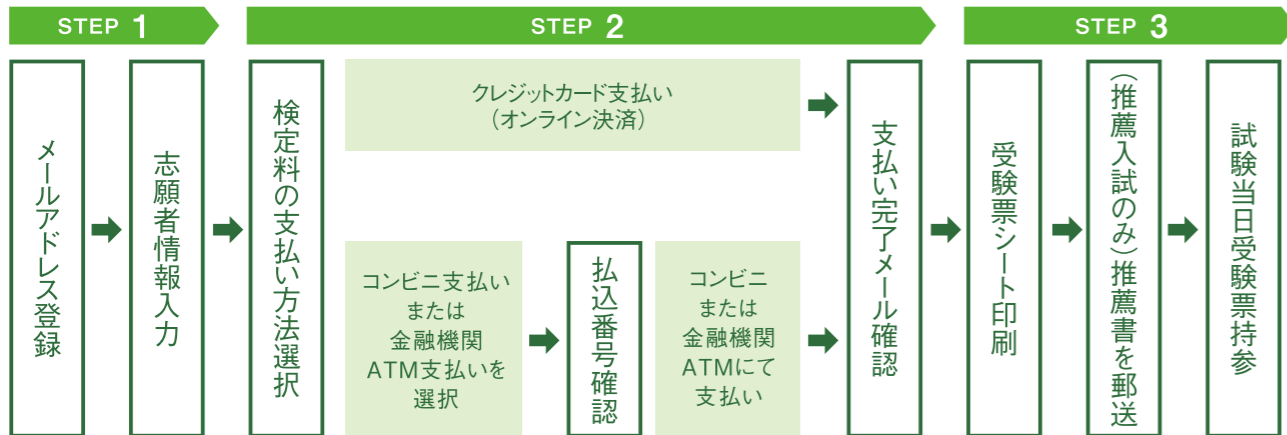 STEP 1
STEP 2
STEP 3
メールアドレス登録
志願者情報入力
検定料の支払い方法選択
クレジットカード支払い
(オンライン決済)
コンビニ支払い
または
金融機関
ATM支払いを
選択
払込番号確認
コンビニ
または
金融機関
ATMにて
支払い
支払い完了メール確認
受験票シート印刷
(推薦入試のみ)推薦書を郵送
試験当日受験票持参